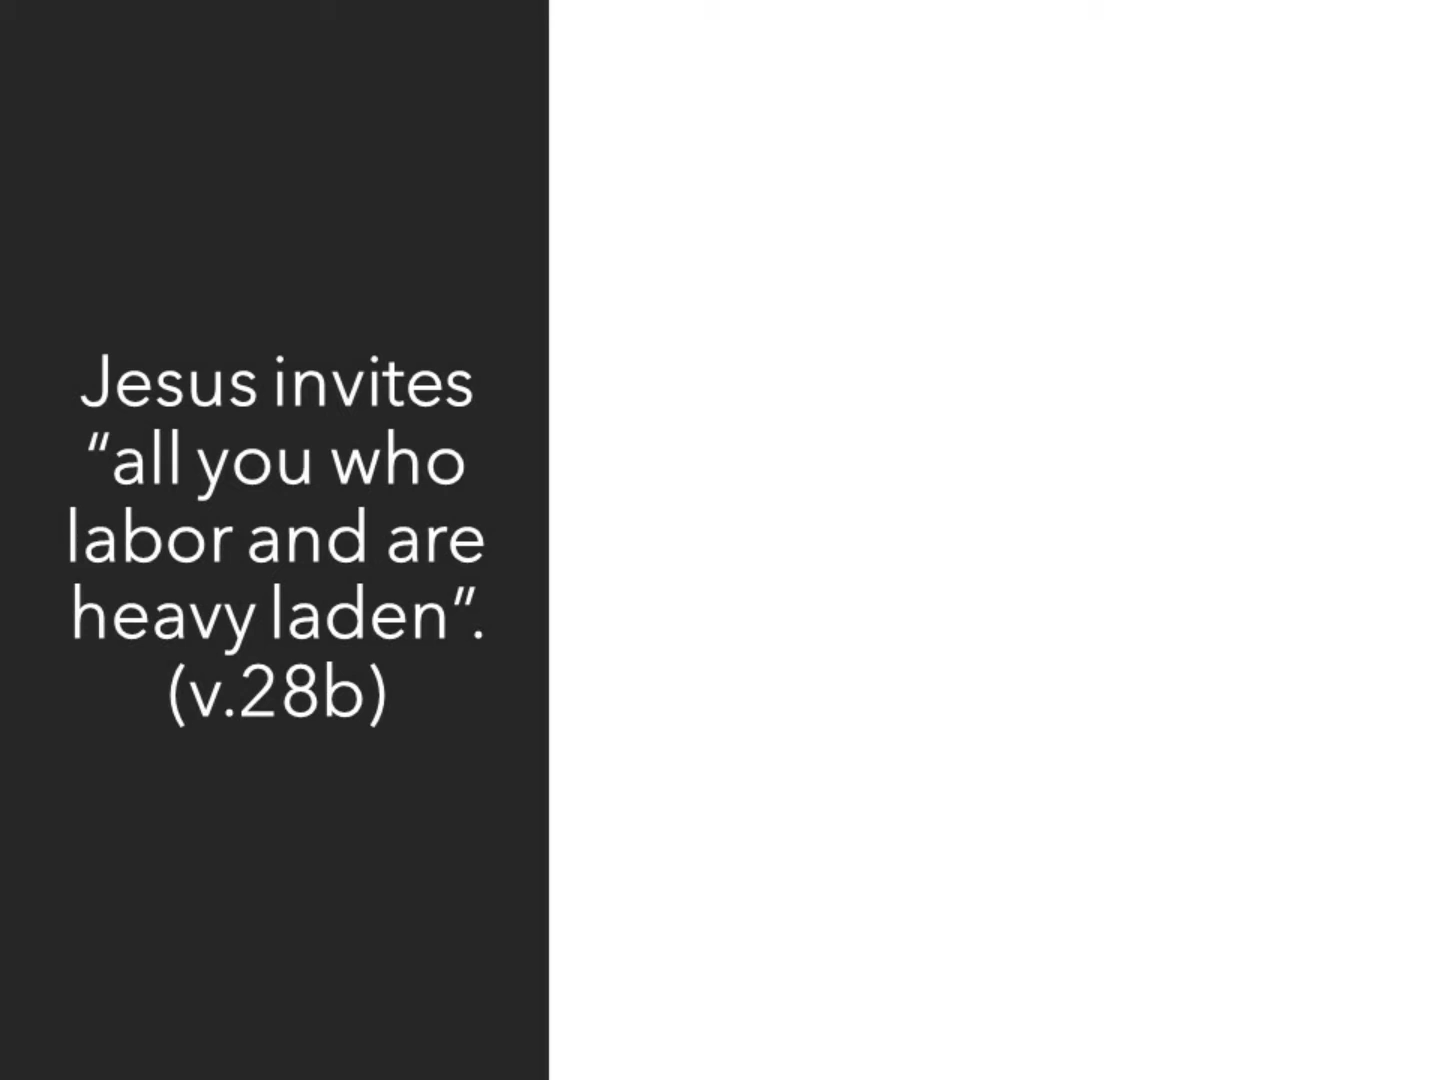 Jesus invites
“all you who
labor and are
heavy laden”.
(v.28b)